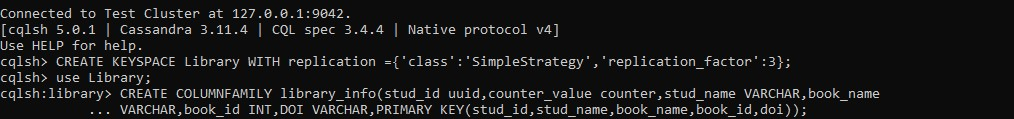 Connected to Test Cluster at 127.0.0.1:9042.
[cqlsh 5.0.1 | Cassandra 3.11.4 | CQL spec 3.4.4 | Native protocol v4]
Use HELP for help.
cqlsh> CREATE KEYSPACE Library WITH replication ={'class':'SimpleStrategy','replication_factor':3};
cqlsh> use Library;
cqlsh:library> CREATE COLUMNFAMILY library_info(stud_id uuid,counter_value counter,stud_name VARCHAR,book_name
... VARCHAR,book_id INT,DOI VARCHAR,PRIMARY KEY(stud_id,stud_name,book_name,book_id,doi));